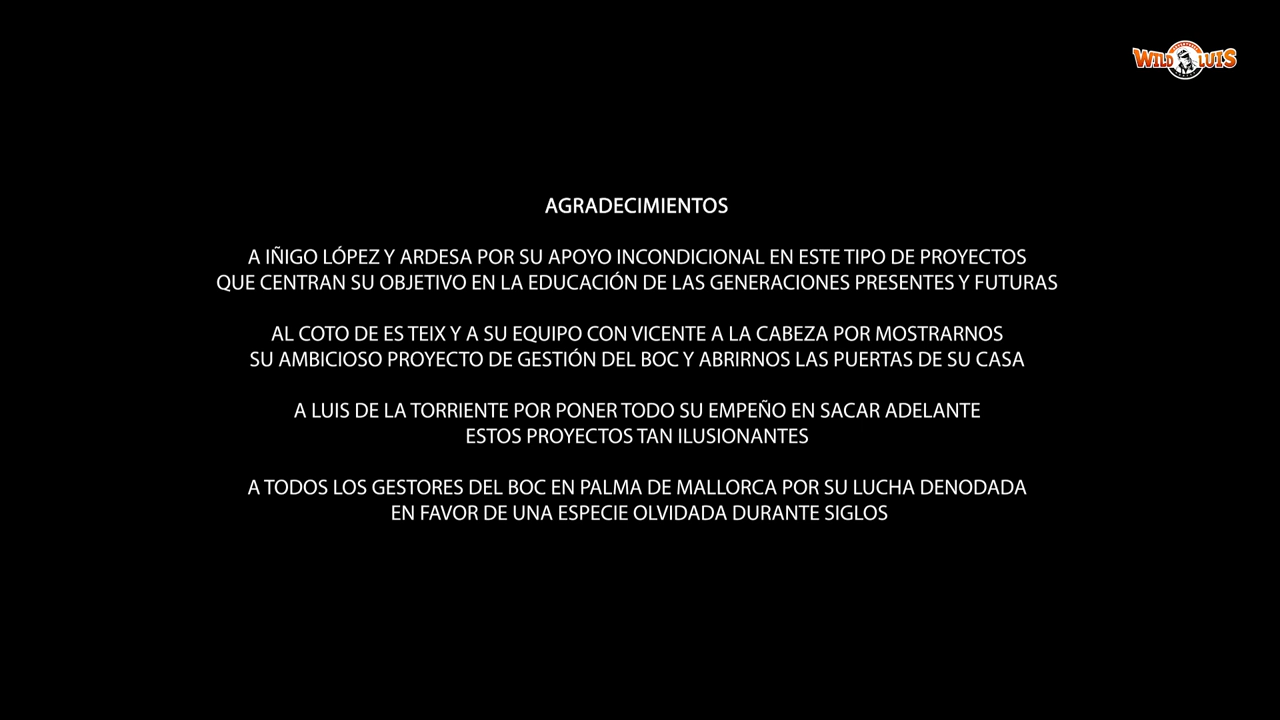 WILD LUIS
AGRADECIMIENTOS
A IÑIGO LÓPEZ Y ARDESA POR SU APOYO INCONDICIONAL EN ESTE TIPO DE PROYECTOS
QUE CENTRAN SU OBJETIVO EN LA EDUCACIÓN DE LAS GENERACIONES PRESENTES Y FUTURAS
AL COTO DE ES TEIX Y A SU EQUIPO CON VICENTE A LA CABEZA POR MOSTRARNOS
SU AMBICIOSO PROYECTO DE GESTIÓN DEL BOC Y ABRIRNOS LAS PUERTAS DE SU CASA
A LUIS DE LA TORRIENTE POR PONER TODO SU EMPEÑO EN SACAR ADELANTE
ESTOS PROYECTOS TAN ILUSIONANTES
A TODOS LOS GESTORES DEL BOC EN PALMA DE MALLORCA POR SU LUCHA DENODADA
EN FAVOR DE UNA ESPECIE OLVIDADA DURANTE SIGLOS